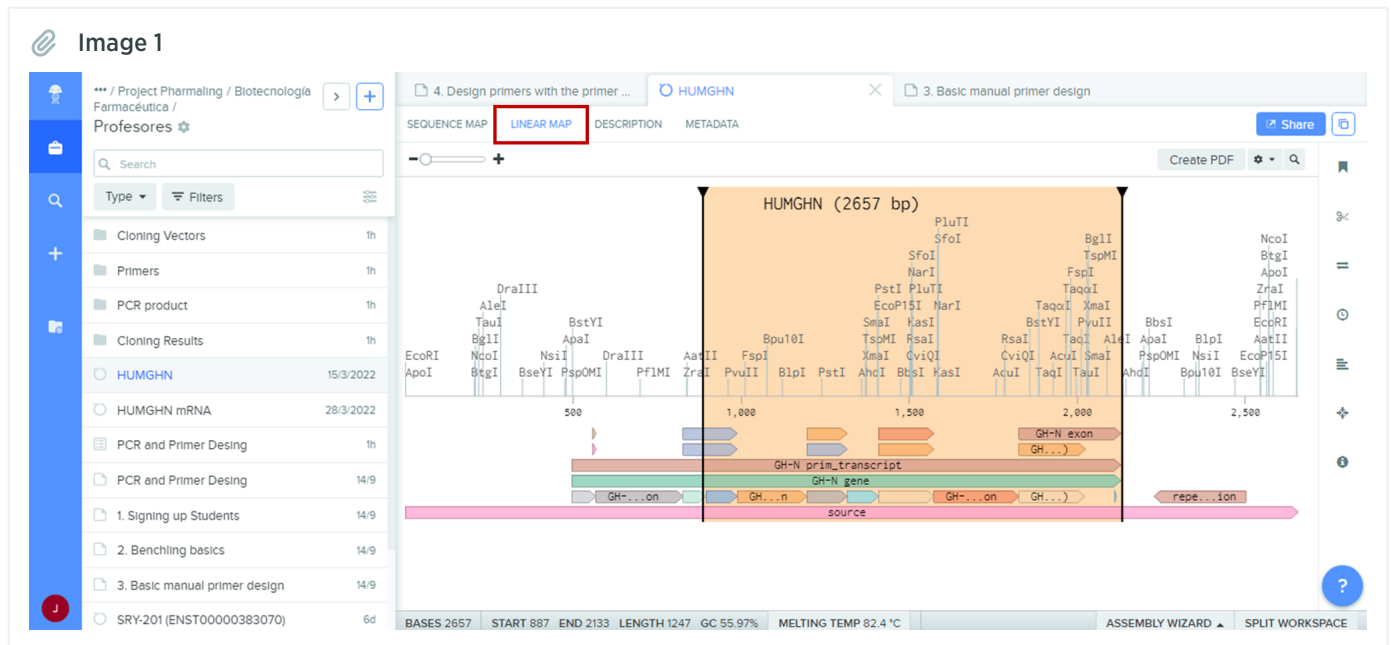 Image 1
*** / Project Pharmaling / Biotecnología
Farmacéutica /
Profesores
Search
Type
Filters
Cloning Vectors 1h
Primers 1h
PCR product 1h
Cloning Results 1h
HUMGHN 15/3/2022
HUMGHN mRNA 28/3/2022
PCR and Primer Desing 1h
PCR and Primer Desing 14/9
1. Signing up Students 14/9
2. Benchling basics 14/9
3. Basic manual primer design 14/9
SRY-201 (ENST00000383070) 6d
J
4. Design primers with the primer ... HUMGHN 3. Basic manual primer design
SEQUENCE MAP LINEAR MAP DESCRIPTION METADATA
Share
Create PDF
HUMGHN (2657 bp)
PluTI
SfoI BglI NcoI
SfoI TspMI BtgI
NarI FspI ApoI
DraIII PstI PluTI TaqαI ZraI
AleI EcoP15I NarI TaqαI XmaI PflMI
TauI BstYI SmaI KasI BstYI PvuII BbsI EcoRI
BglI ApaI Bpu10I TspMI RsaI RsaI TaqI AleI ApaI BlpI AatII
EcoRI NcoI NsiI DraIII AatII FspI XmaI CviQI CviQI AcuI SmaI PspOMI NsiI EcoP15I
ApoI BtgI BseYI PspOMI PflMI ZraI PvuII BlpI PstI AhdI BbsI KasI AcuI TaqI TauI AhdI Bpu10I BseYI
500 1,000 1,500 2,000 2,500
GH-N exon
GH...)
GH-N prim_transcript
GH-N gene
GH-...on GH...n GH-...on GH...) repe...ion
source
BASES 2657 START 887 END 2133 LENGTH 1247 GC 55.97% MELTING TEMP 82.4 °C ASSEMBLY WIZARD SPLIT WORKSPACE
?